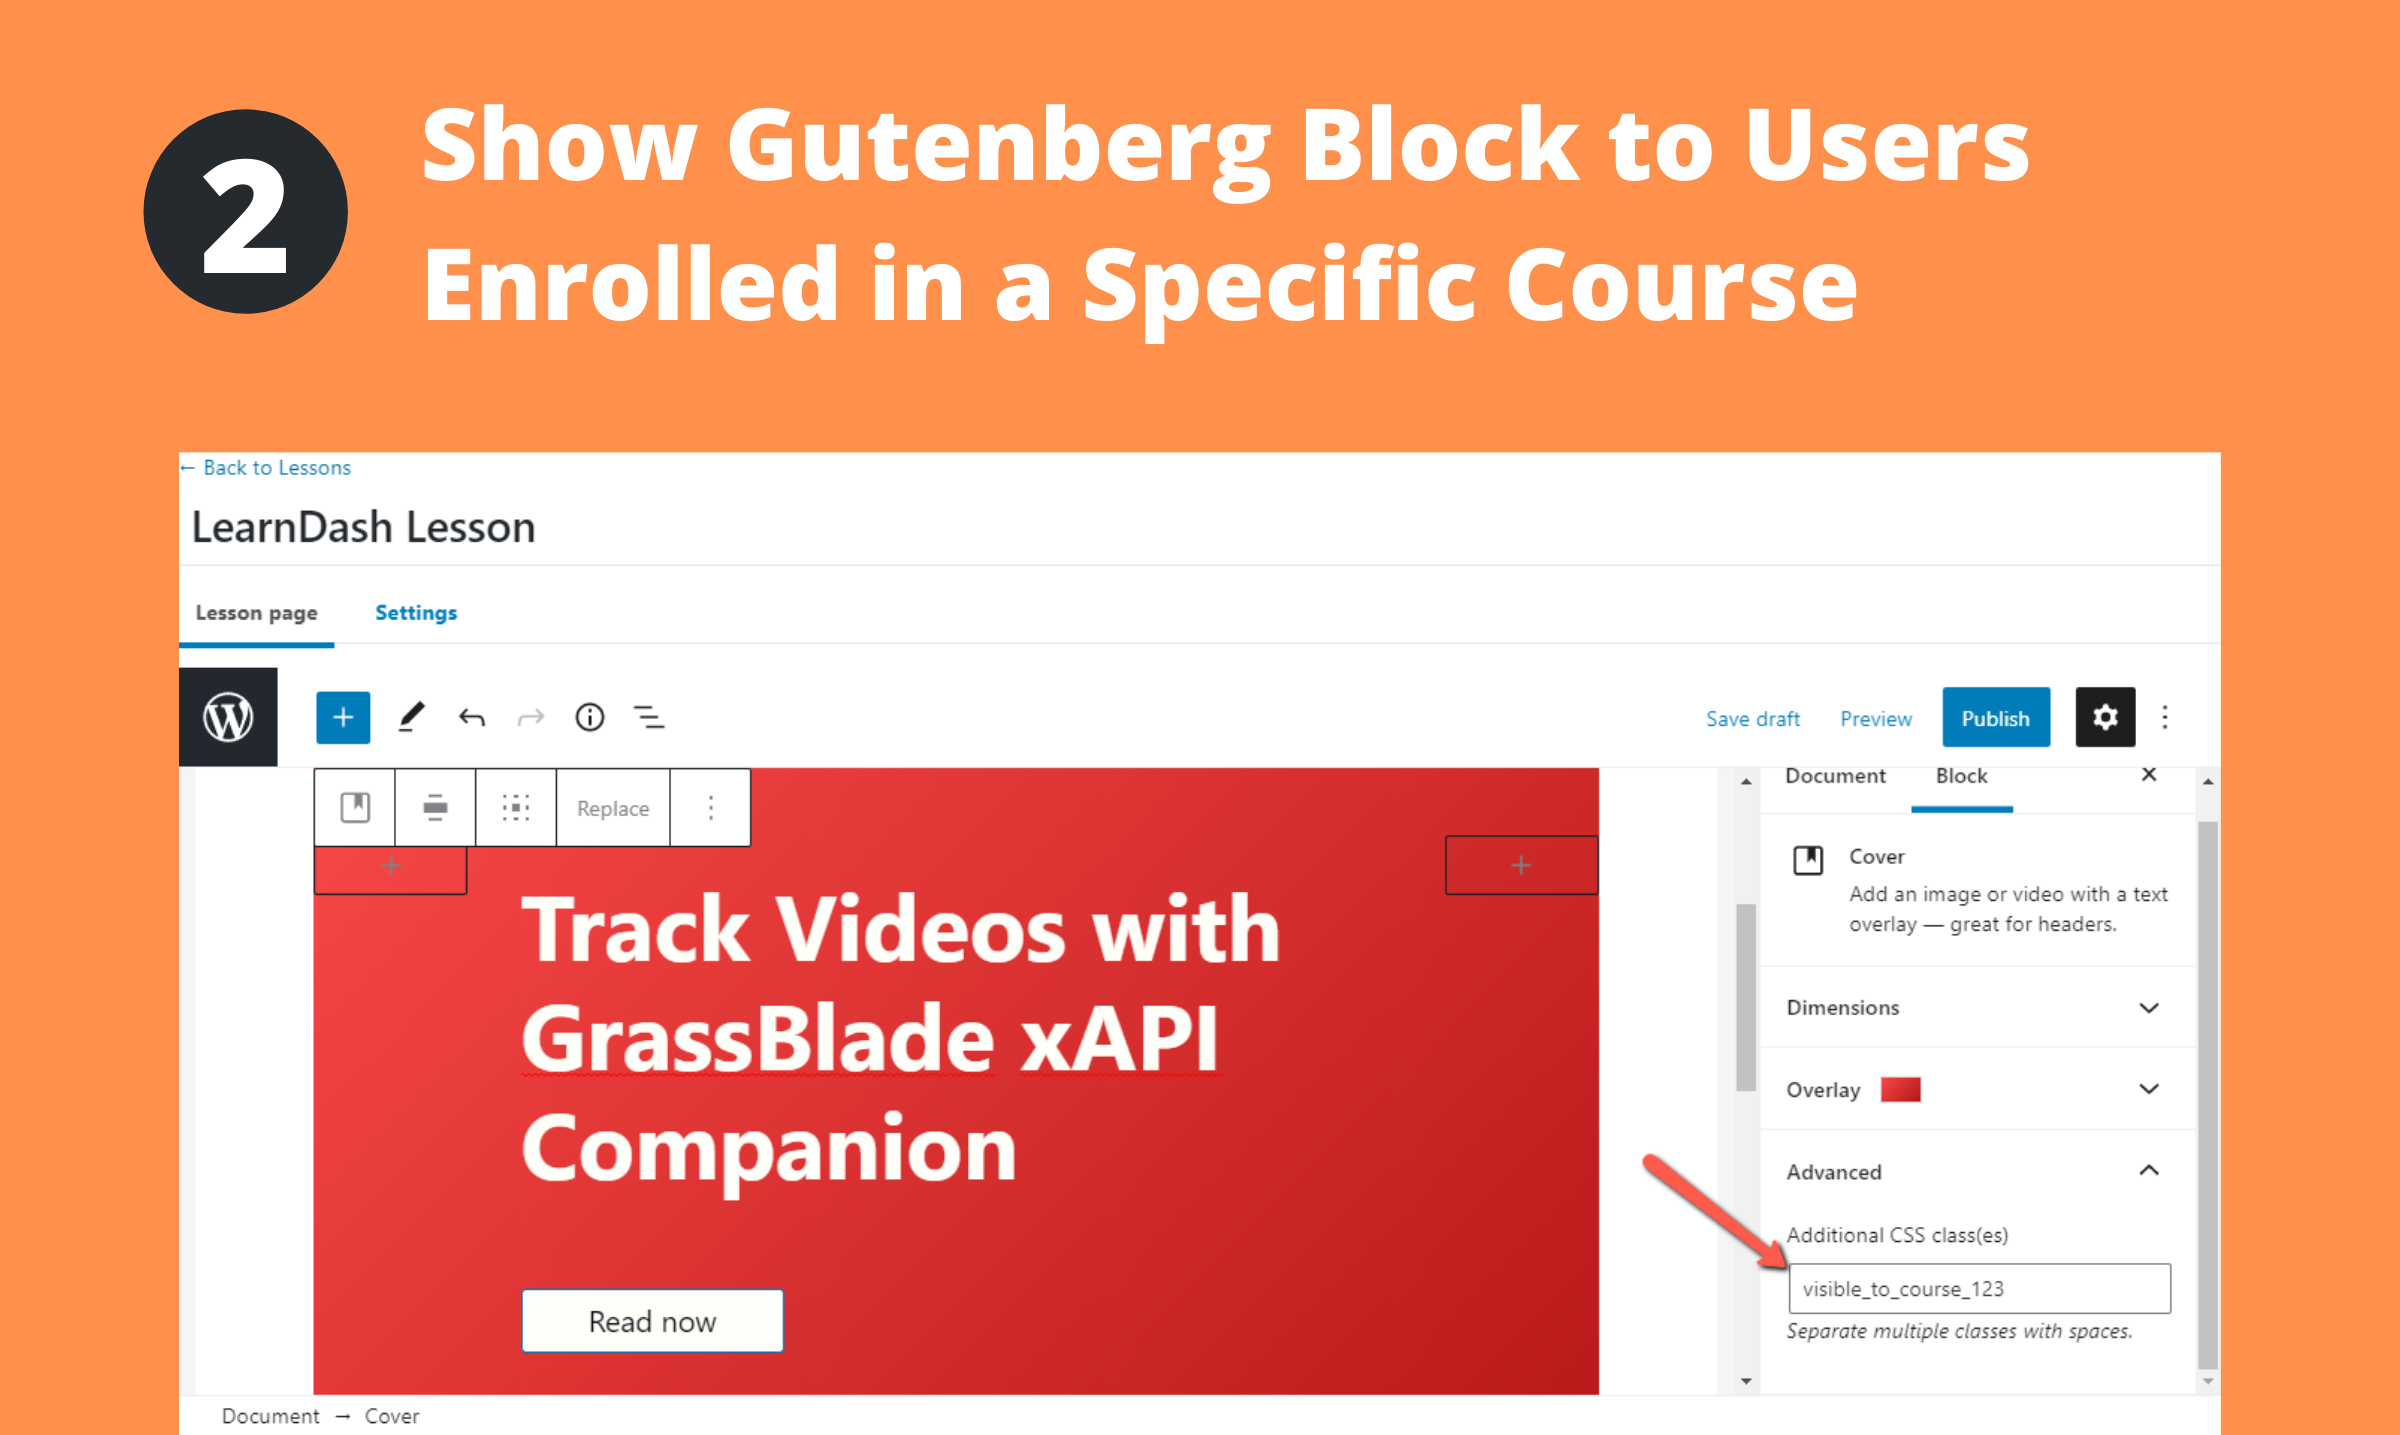 2
Show Gutenberg Block to Users
Enrolled in a Specific Course
← Back to Lessons
LearnDash Lesson
Lesson page Settings
Save draft Preview Publish
Replace
Document Block
Cover
Add an image or video with a text
overlay — great for headers.
Track Videos with
GrassBlade xAPI
Companion
Read now
Dimensions
Overlay
Advanced
Additional CSS class(es)
visible_to_course_123
Separate multiple classes with spaces.
Document → Cover